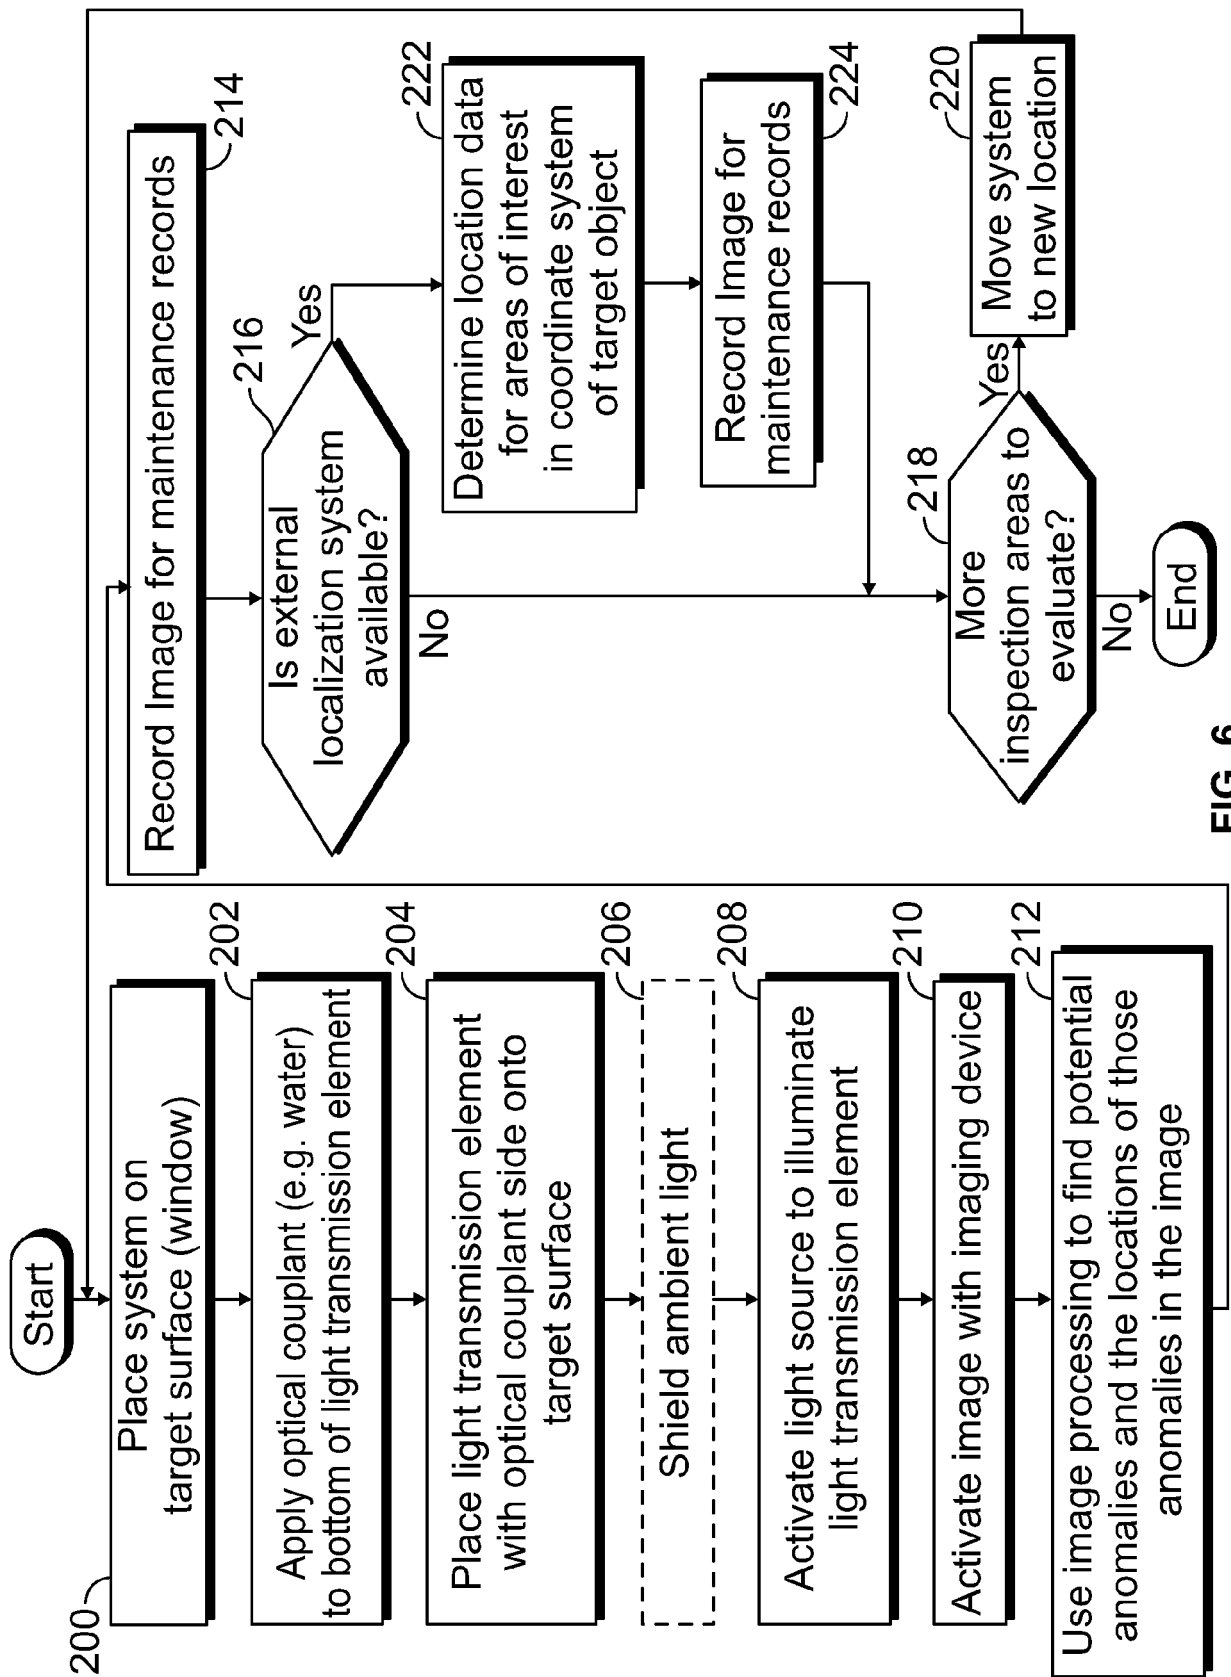 Start
200
Place system on
target surface (window)
202
Apply optical couplant (e.g. water)
to bottom of light transmission element
204
Place light transmission element
with optical couplant side onto
target surface
206
Shield ambient light
208
Activate light source to illuminate
light transmission element
210
Activate image with imaging device
212
Use image processing to find potential
anomalies and the locations of those
anomalies in the image
214
Record Image for maintenance records
216
Is external
localization system
available?
Yes
No
222
Determine location data
for areas of interest
in coordinate system
of target object
224
Record Image for
maintenance records
218
More
inspection areas to
evaluate?
Yes
No
220
Move system
to new location
End
FIG. 6